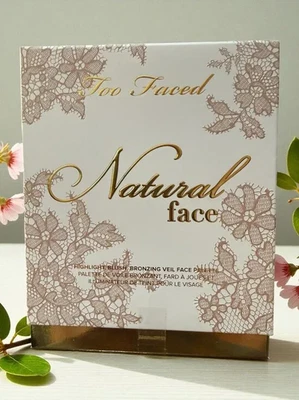 Too Faced
Natural
face
HIGHLIGHT, BLUSH, BRONZING VEIL FACE PALETTE
PALETTE DE VOILE BRONZANT, FARD À JOUES ET
ILLUMINATEUR DE TEINT POUR LE VISAGE